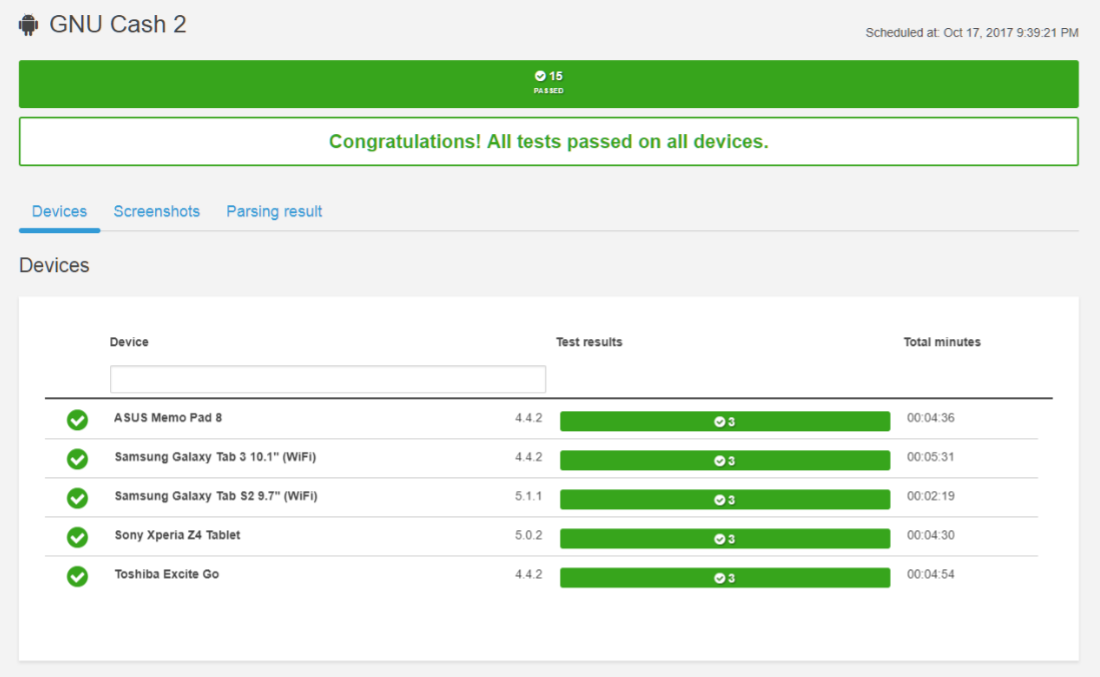 GNU Cash 2
Scheduled at: Oct 17, 2017 9:39:21 PM
15
PASSED
Congratulations! All tests passed on all devices.
Devices Screenshots Parsing result
Devices
Device Test results Total minutes
ASUS Memo Pad 8 4.4.2 3 00:04:36
Samsung Galaxy Tab 3 10.1" (WiFi) 4.4.2 3 00:05:31
Samsung Galaxy Tab S2 9.7" (WiFi) 5.1.1 3 00:02:19
Sony Xperia Z4 Tablet 5.0.2 3 00:04:30
Toshiba Excite Go 4.4.2 3 00:04:54